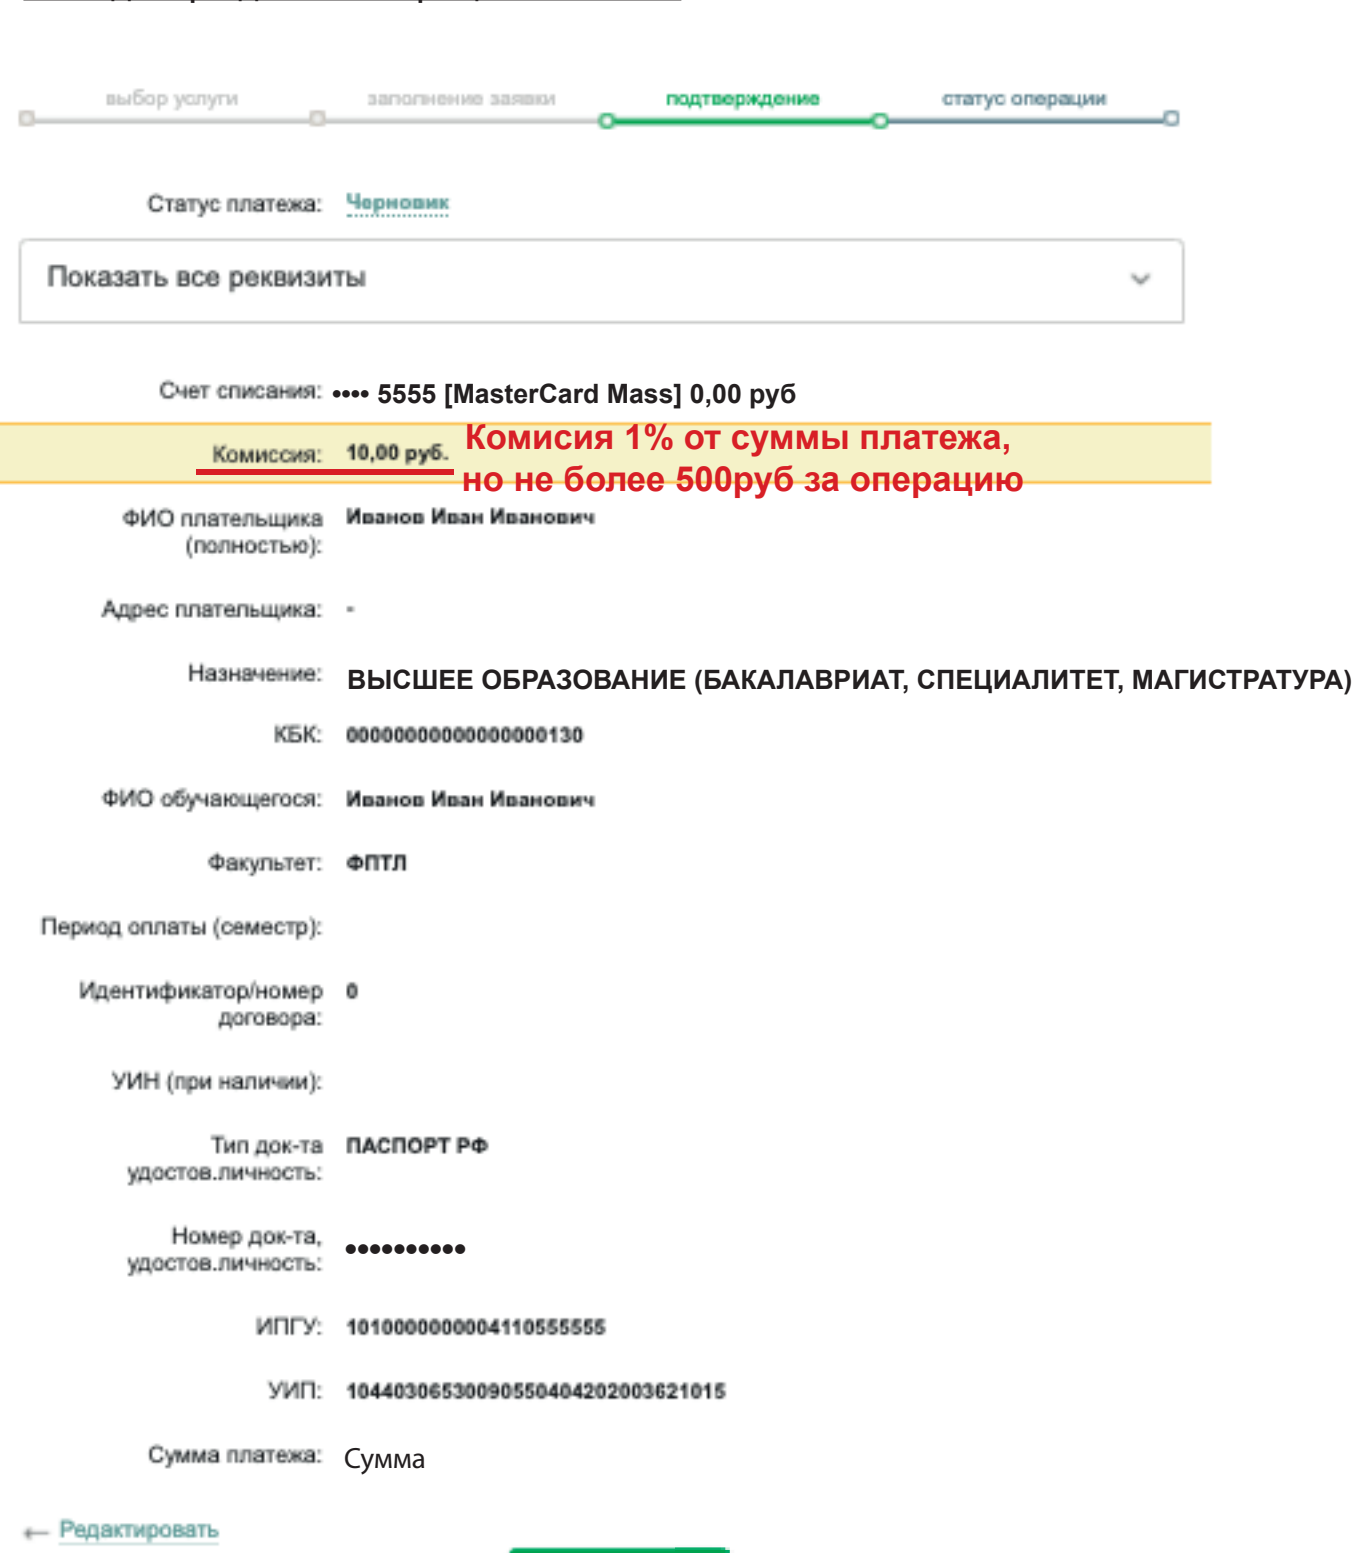 выбор услуги заполнение заявки подтверждение статус операции
Статус платежа: Черновик
Показать все реквизиты
Счет списания: •••• 5555 [MasterCard Mass] 0,00 руб
Комиссия: 10,00 руб. Комисия 1% от суммы платежа,
но не более 500руб за операцию
ФИО плательщика Иванов Иван Иванович
(полностью):
Адрес плательщика: -
Назначение: ВЫСШЕЕ ОБРАЗОВАНИЕ (БАКАЛАВРИАТ, СПЕЦИАЛИТЕТ, МАГИСТРАТУРА)
КБК: 00000000000000000130
ФИО обучающегося: Иванов Иван Иванович
Факультет: ФПТЛ
Период оплаты (семестр):
Идентификатор/номер 0
договора:
УИН (при наличии):
Тип док-та ПАСПОРТ РФ
удостов.личность:
Номер док-та, ••••••••••
удостов.личность:
ИПГУ: 1010000000004110555555
УИП: 10440306530090550404202003621015
Сумма платежа: Сумма
← Редактировать